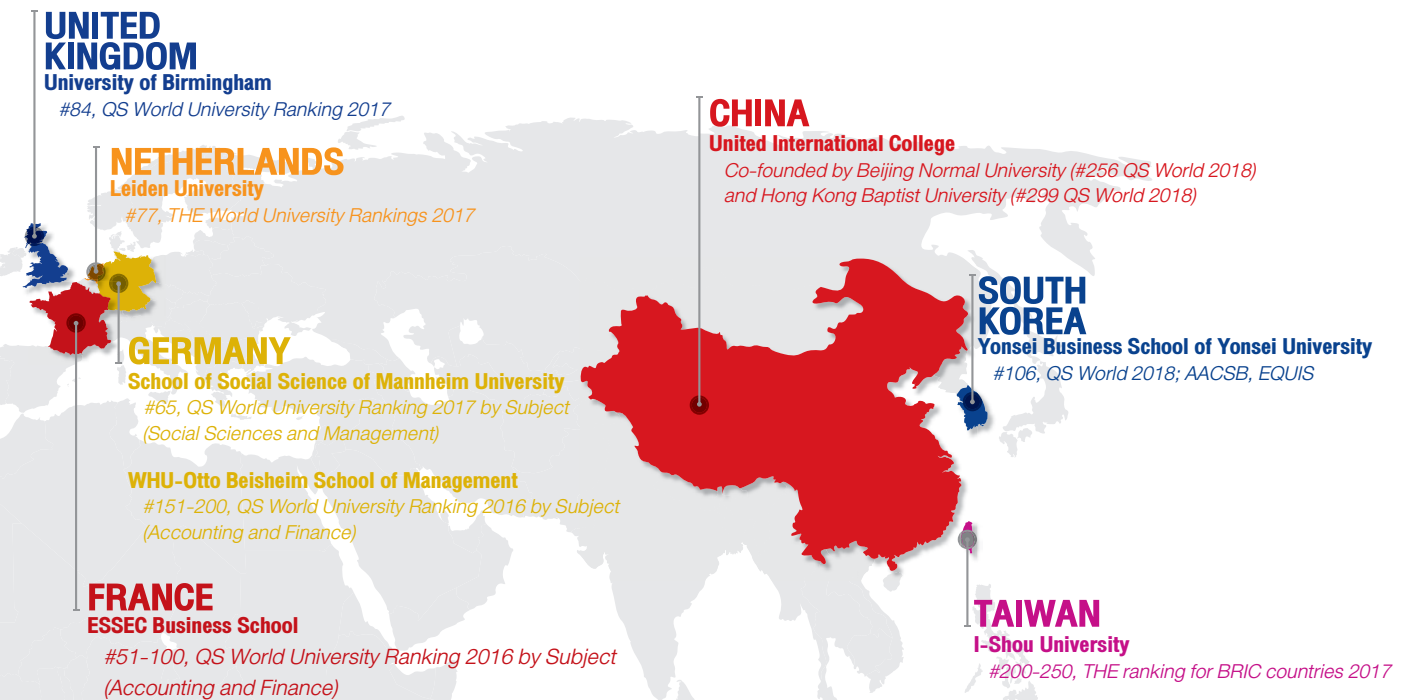 UNITED
KINGDOM
University of Birmingham
#84, QS World University Ranking 2017
NETHERLANDS
Leiden University
#77, THE World University Rankings 2017
GERMANY
School of Social Science of Mannheim University
#65, QS World University Ranking 2017 by Subject
(Social Sciences and Management)
WHU-Otto Beisheim School of Management
#151-200, QS World University Ranking 2016 by Subject
(Accounting and Finance)
FRANCE
ESSEC Business School
#51-100, QS World University Ranking 2016 by Subject
(Accounting and Finance)
CHINA
United International College
Co-founded by Beijing Normal University (#256 QS World 2018)
and Hong Kong Baptist University (#299 QS World 2018)
SOUTH
KOREA
Yonsei Business School of Yonsei University
#106, QS World 2018; AACSB, EQUIS
TAIWAN
I-Shou University
#200-250, THE ranking for BRIC countries 2017